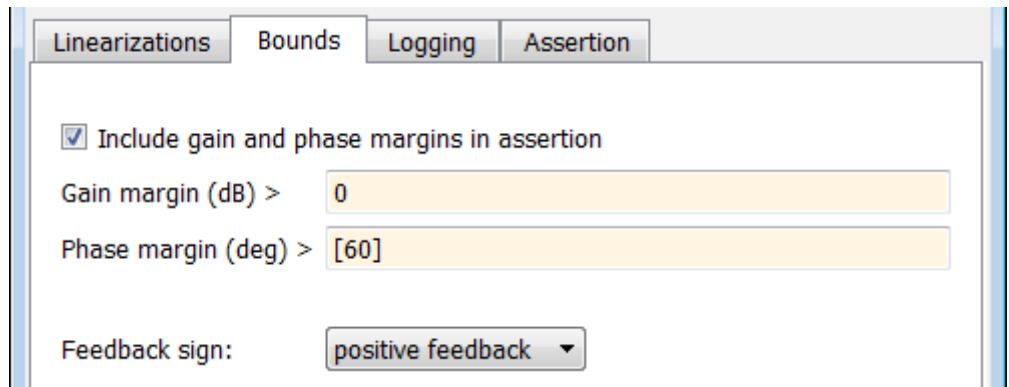 Linearizations Bounds Logging Assertion
Include gain and phase margins in assertion
Gain margin (dB) > 0
Phase margin (deg) > [60]
Feedback sign: positive feedback